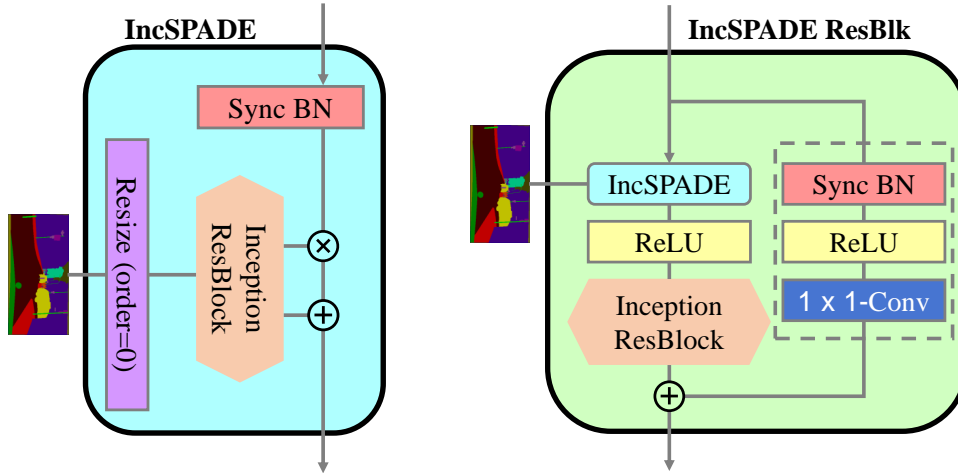 IncSPADE
Sync BN
Resize (order=0)
Inception
ResBlock
IncSPADE ResBlk
IncSPADE
ReLU
Inception
ResBlock
Sync BN
ReLU
1 x 1-Conv